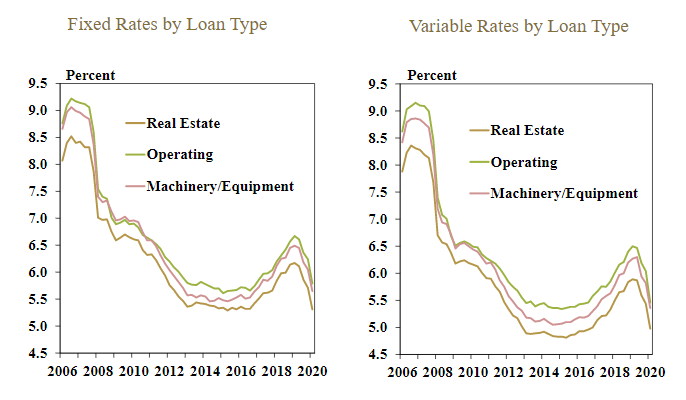 Fixed Rates by Loan Type
Percent
9.5
9.0
8.5
8.0
7.5
7.0
6.5
6.0
5.5
5.0
4.5
Real Estate
Operating
Machinery/Equipment
2006 2008 2010 2012 2014 2016 2018 2020
Variable Rates by Loan Type
Percent
9.5
9.0
8.5
8.0
7.5
7.0
6.5
6.0
5.5
5.0
4.5
Real Estate
Operating
Machinery/Equipment
2006 2008 2010 2012 2014 2016 2018 2020